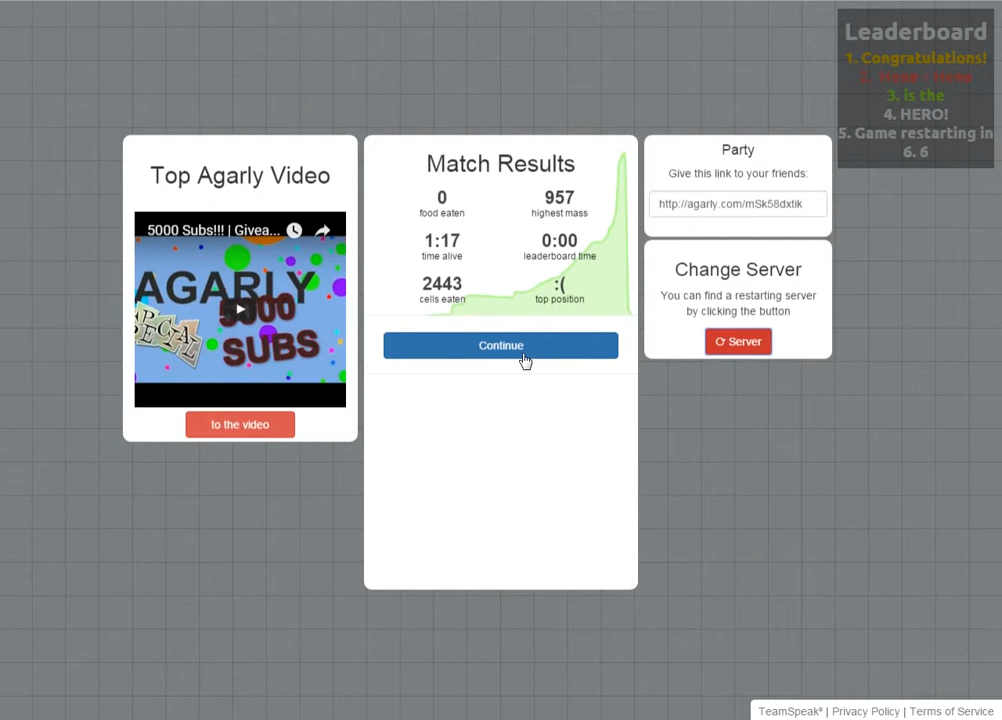 Leaderboard
1. Congratulations!
2.
3. is the
4. HERO!
5. Game restarting in
6. 6
Top Agarly Video
5000 Subs!!! | Givea...
AGARLY
SPECIAL
5000
SUBS
to the video
Match Results
0
food eaten
957
highest mass
1:17
time alive
0:00
leaderboard time
2443
cells eaten
:(
top position
Continue
Party
Give this link to your friends:
http://agarly.com/mSk58dxtik
Change Server
You can find a restarting server
by clicking the button
Server
TeamSpeak³ | Privacy Policy | Terms of Service